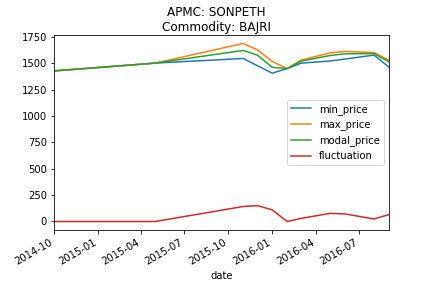 APMC: SONPETH
Commodity: BAJRI
1750
1500
1250
1000
750
500
250
0
min_price
max_price
modal_price
fluctuation
2014-10
2015-01
2015-04
2015-07
2015-10
2016-01
2016-04
2016-07
date